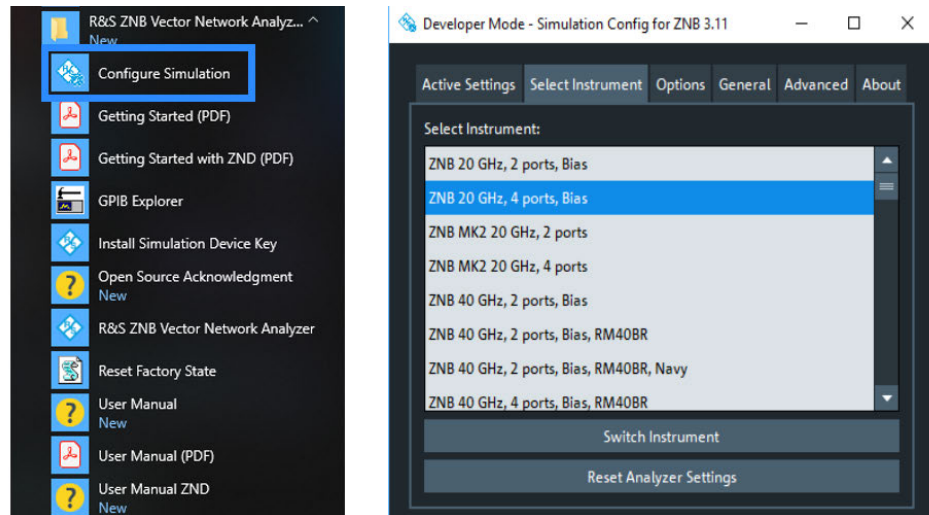 R&S ZNB Vector Network Analyz...
New
Configure Simulation
Getting Started (PDF)
Getting Started with ZND (PDF)
GPIB Explorer
Install Simulation Device Key
Open Source Acknowledgment
New
R&S ZNB Vector Network Analyzer
Reset Factory State
User Manual
New
User Manual (PDF)
User Manual ZND
New
Developer Mode - Simulation Config for ZNB 3.11
Active Settings Select Instrument Options General Advanced About
Select Instrument:
ZNB 20 GHz, 2 ports, Bias
ZNB 20 GHz, 4 ports, Bias
ZNB MK2 20 GHz, 2 ports
ZNB MK2 20 GHz, 4 ports
ZNB 40 GHz, 2 ports, Bias
ZNB 40 GHz, 2 ports, Bias, RM40BR
ZNB 40 GHz, 2 ports, Bias, RM40BR, Navy
ZNB 40 GHz, 4 ports, Bias, RM40BR
Switch Instrument
Reset Analyzer Settings